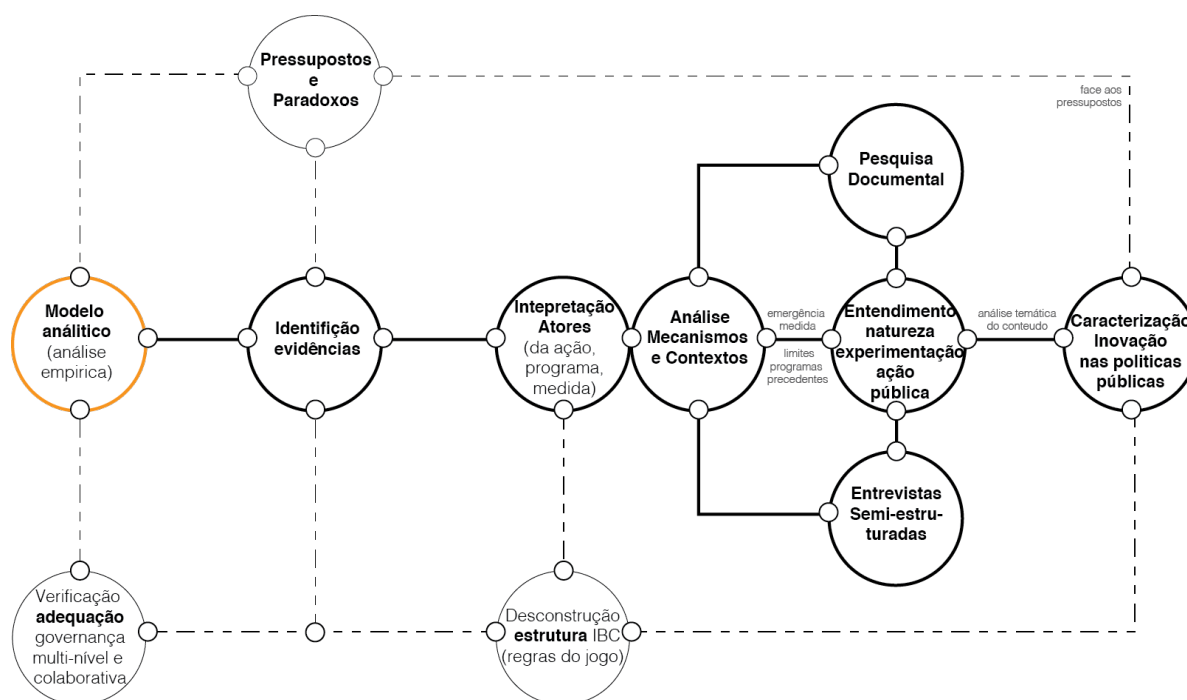 Pressupostos
e
Paradoxos
face aos
pressupostos
Pesquisa
Documental
Modelo
análitico
(análise
empirica)
Identifição
evidências
Intepretação
Atores
(da ação,
programa,
medida)
Análise
Mecanismos
e Contextos
emergência
medida
limites
programas
precedentes
Entendimento
natureza
experimentação
ação
pública
análise temática
do conteudo
Caracterização
Inovação
nas politicas
públicas
Entrevistas
Semi-estru-
turadas
Verificação
adequação
governança
multi-nível e
colaborativa
Desconstrução
estrutura IBC
(regras do jogo)